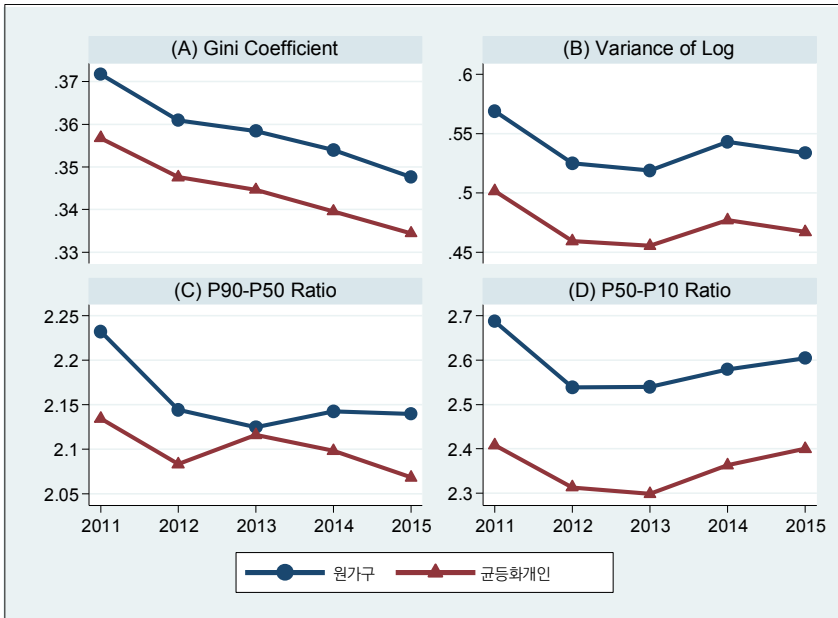 (A) Gini Coefficient
.37
.36
.35
.34
.33
(B) Variance of Log
.6
.55
.5
.45
(C) P90-P50 Ratio
2.25
2.2
2.15
2.1
2.05
2011 2012 2013 2014 2015
(D) P50-P10 Ratio
2.7
2.6
2.5
2.4
2.3
2011 2012 2013 2014 2015
원가구 균등화개인